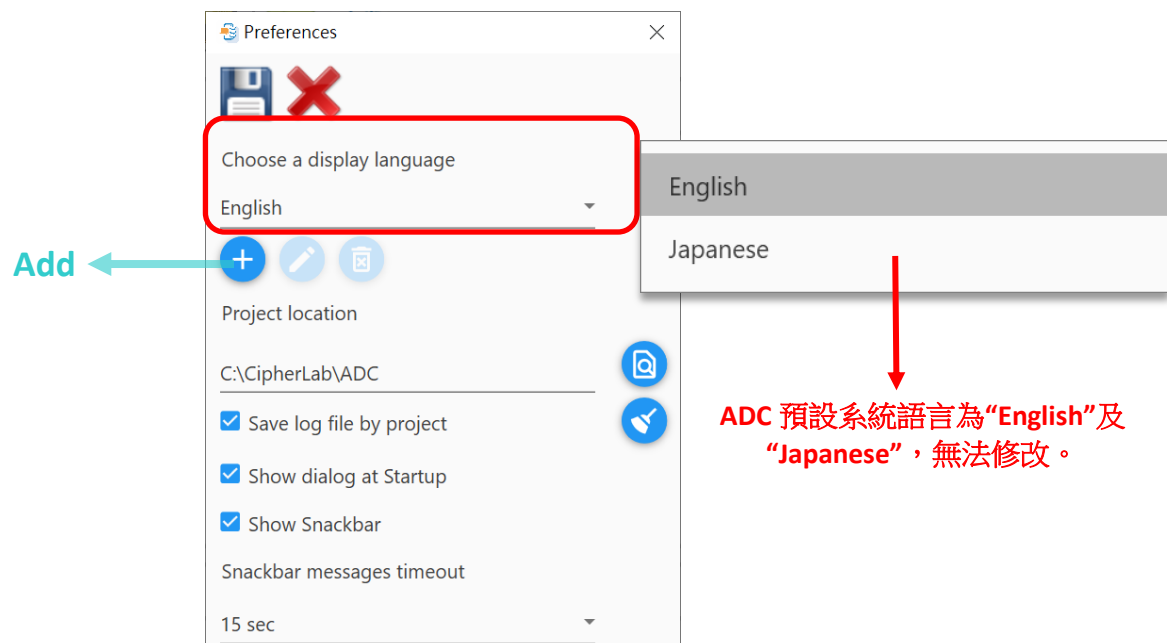 Preferences
Choose a display language
English
English
Japanese
Add
Project location
C:\CipherLab\ADC
Save log file by project
Show dialog at Startup
Show Snackbar
Snackbar messages timeout
15 sec
ADC 預設系統語言為“English”及
“Japanese”，無法修改。